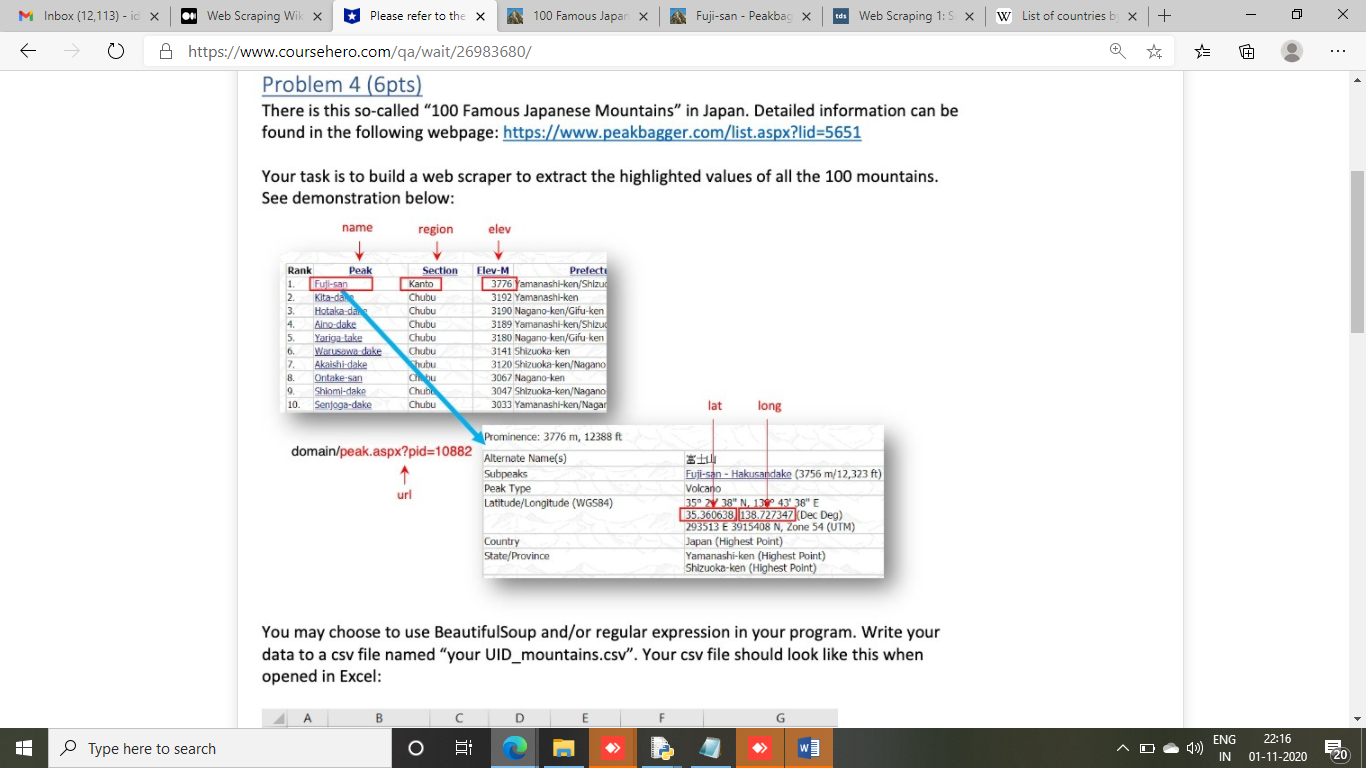 Inbox (12,113) - id
Web Scraping Wik
Please refer to the
100 Famous Japan
Fuji-san - Peakbag
tds Web Scraping 1: S
W List of countries b
https://www.coursehero.com/qa/wait/26983680/
Problem 4 (6pts)
There is this so-called “100 Famous Japanese Mountains” in Japan. Detailed information can be
found in the following webpage: https://www.peakbagger.com/list.aspx?lid=5651
Your task is to build a web scraper to extract the highlighted values of all the 100 mountains.
See demonstration below:
name region elev
Rank Peak Section Elev-M Prefectu
1. Fuji-san Kanto 3776 Yamanashi-ken/Shizuo
2. Kita-dake Chubu 3192 Yamanashi-ken
3. Hotaka-dake Chubu 3190 Nagano-ken/Gifu-ken
4. Aino-dake Chubu 3189 Yamanashi-ken/Shizuo
5. Yariga-take Chubu 3180 Nagano-ken/Gifu-ken
6. Warusawa-dake Chubu 3141 Shizuoka-ken
7. Akaishi-dake Chubu 3120 Shizuoka-ken/Nagano
8. Ontake-san Chubu 3067 Nagano-ken
9. Shiomi-dake Chubu 3047 Shizuoka-ken/Nagano
10. Senjoga-dake Chubu 3033 Yamanashi-ken/Nagar
lat long
domain/peak.aspx?pid=10882
url
Prominence: 3776 m, 12388 ft
Alternate Name(s) 富士山
Subpeaks Fuji-san - Hakusandake (3756 m/12,323 ft)
Peak Type Volcano
Latitude/Longitude (WGS84) 35° 38" N, 43' 38" E
35.360638, 138.727347 (Dec Deg)
293513 E 3915408 N, Zone 54 (UTM)
Country Japan (Highest Point)
State/Province Yamanashi-ken (Highest Point)
Shizuoka-ken (Highest Point)
You may choose to use BeautifulSoup and/or regular expression in your program. Write your
data to a csv file named “your UID_mountains.csv”. Your csv file should look like this when
opened in Excel:
A B C D E F G
Type here to search
ENG
IN
22:16
01-11-2020
20